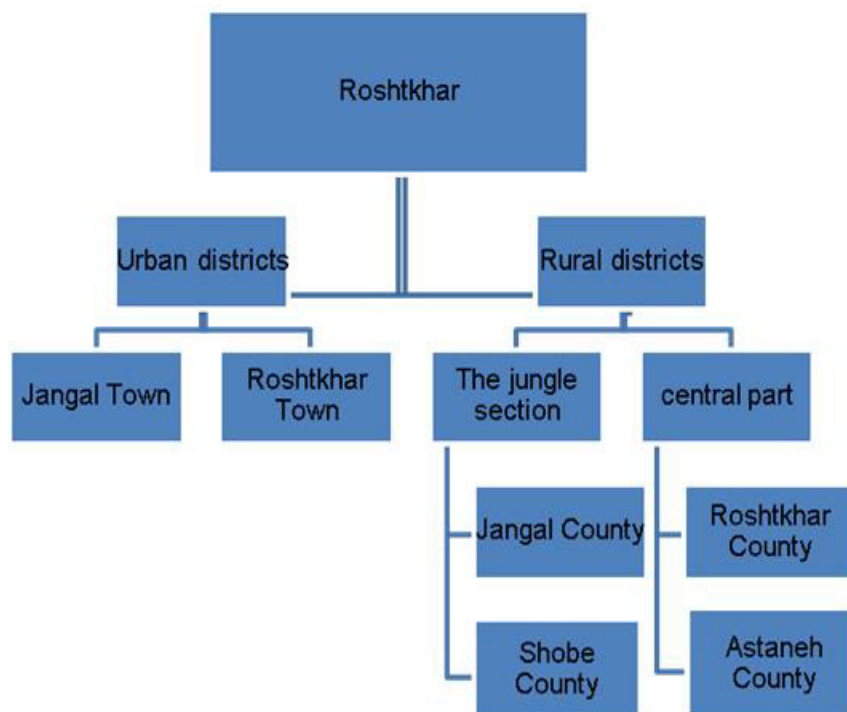 Roshtkhar
Urban districts
Rural districts
Jangal Town
Roshtkhar
Town
The jungle
section
central part
Jangal County
Roshtkhar
County
Shobe
County
Astaneh
County